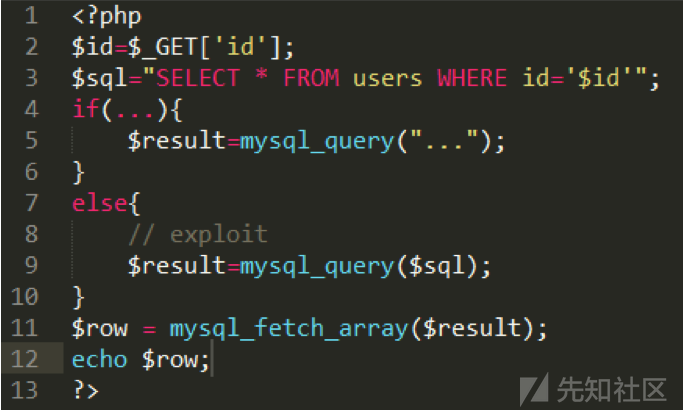 1 <?php
2 $id=$_GET['id'];
3 $sql="SELECT * FROM users WHERE id='$id'";
4 if(...){
5     $result=mysql_query("...");
6 }
7 else{
8     // exploit
9     $result=mysql_query($sql);
10 }
11 $row = mysql_fetch_array($result);
12 echo $row;
13 ?>
先知社区